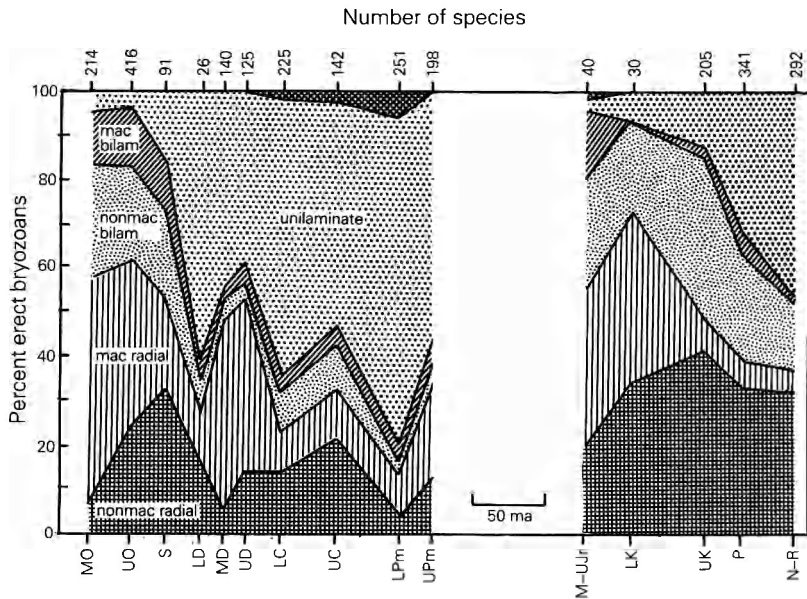 Number of species
214 416 91 26 140 125 225 142 251 198 40 30 205 341 292
Percent erect bryozoans
100
80
60
40
20
0
mac
bilam
nonmac
bilam
unilaminate
mac radial
nonmac radial
50 ma
MO UO S LD MD UD LC UC LPm UPm M–UJr LK UK P N–R